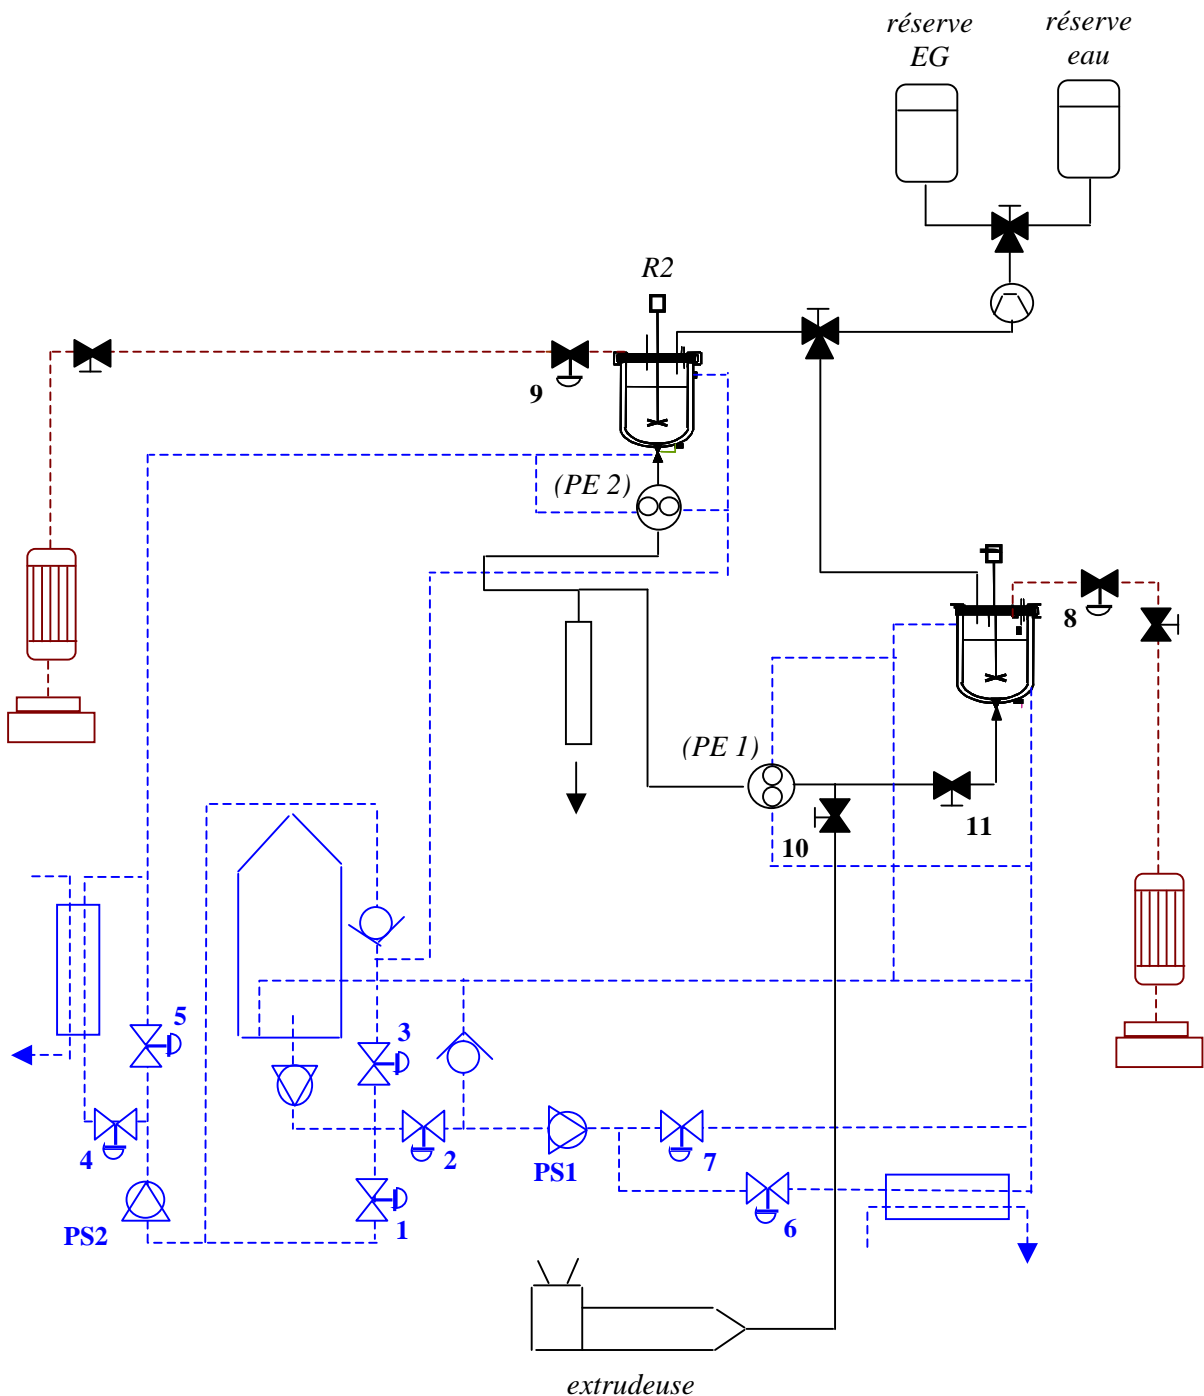 réserve
EG
réserve
eau
R2
9
(PE 2)
8
(PE 1)
10
11
5
3
4
2
PS1
7
PS2
1
6
extrudeuse